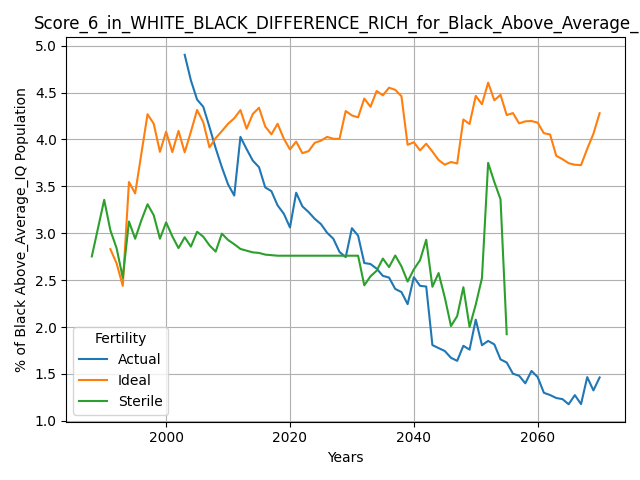 Score_6_in_WHITE_BLACK_DIFFERENCE_RICH_for_Black_Above_Average_
% of Black Above_Average_IQ Population
5.0
4.5
4.0
3.5
3.0
2.5
2.0
1.5
1.0
Fertility
Actual
Ideal
Sterile
2000
2020
2040
2060
Years